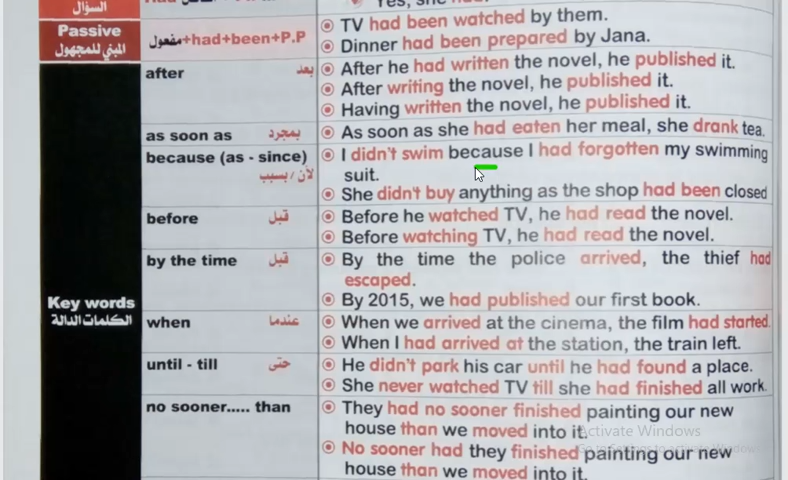 السؤال
Yes, she had.
Passive المبني للمجهول
مفعول+had+been+P.P
TV had been watched by them.
Dinner had been prepared by Jana.
Key words الكلمات الدالة
after بعد
After he had written the novel, he published it.
After writing the novel, he published it.
Having written the novel, he published it.
as soon as بمجرد
As soon as she had eaten her meal, she drank tea.
because (as - since)
لأن / بسبب
I didn't swim because I had forgotten my swimming
suit.
She didn't buy anything as the shop had been closed
before قبل
Before he watched TV, he had read the novel.
Before watching TV, he had read the novel.
by the time قبل
By the time the police arrived, the thief had
escaped.
By 2015, we had published our first book.
when عندما
When we arrived at the cinema, the film had started.
When I had arrived at the station, the train left.
until - till حتى
He didn't park his car until he had found a place.
She never watched TV till she had finished all work.
no sooner..... than
They had no sooner finished painting our new
house than we moved into it.
No sooner had they finished painting our new
house than we moved into it.
Activate Windows
Go to Settings to activate Windows.